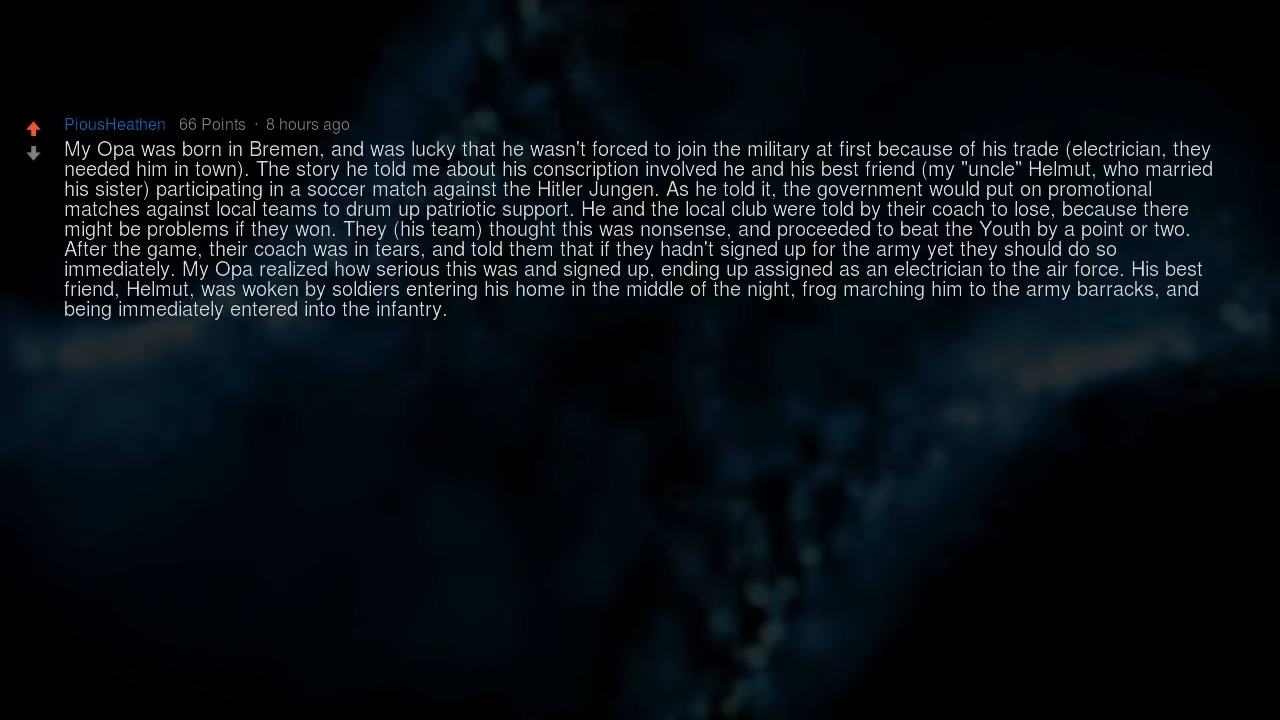 PiousHeathen 66 Points · 8 hours ago
My Opa was born in Bremen, and was lucky that he wasn't forced to join the military at first because of his trade (electrician, they
needed him in town). The story he told me about his conscription involved he and his best friend (my "uncle" Helmut, who married
his sister) participating in a soccer match against the Hitler Jungen. As he told it, the government would put on promotional
matches against local teams to drum up patriotic support. He and the local club were told by their coach to lose, because there
might be problems if they won. They (his team) thought this was nonsense, and proceeded to beat the Youth by a point or two.
After the game, their coach was in tears, and told them that if they hadn't signed up for the army yet they should do so
immediately. My Opa realized how serious this was and signed up, ending up assigned as an electrician to the air force. His best
friend, Helmut, was woken by soldiers entering his home in the middle of the night, frog marching him to the army barracks, and
being immediately entered into the infantry.